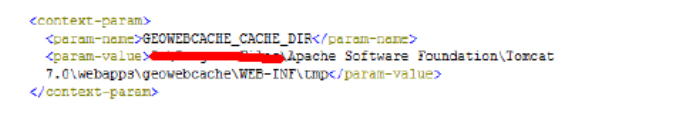 <context-param>
<param-name>GEOWEBCACHE_CACHE_DIR</param-name>
<param-value>\Apache Software Foundation\Tomcat
7.0\webapps\geowebcache\WEB-INF\tmp</param-value>
</context-param>